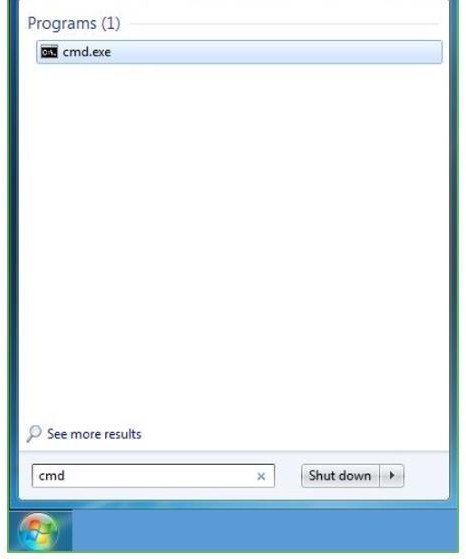 Programs (1)
cmd.exe
See more results
cmd
Shut down